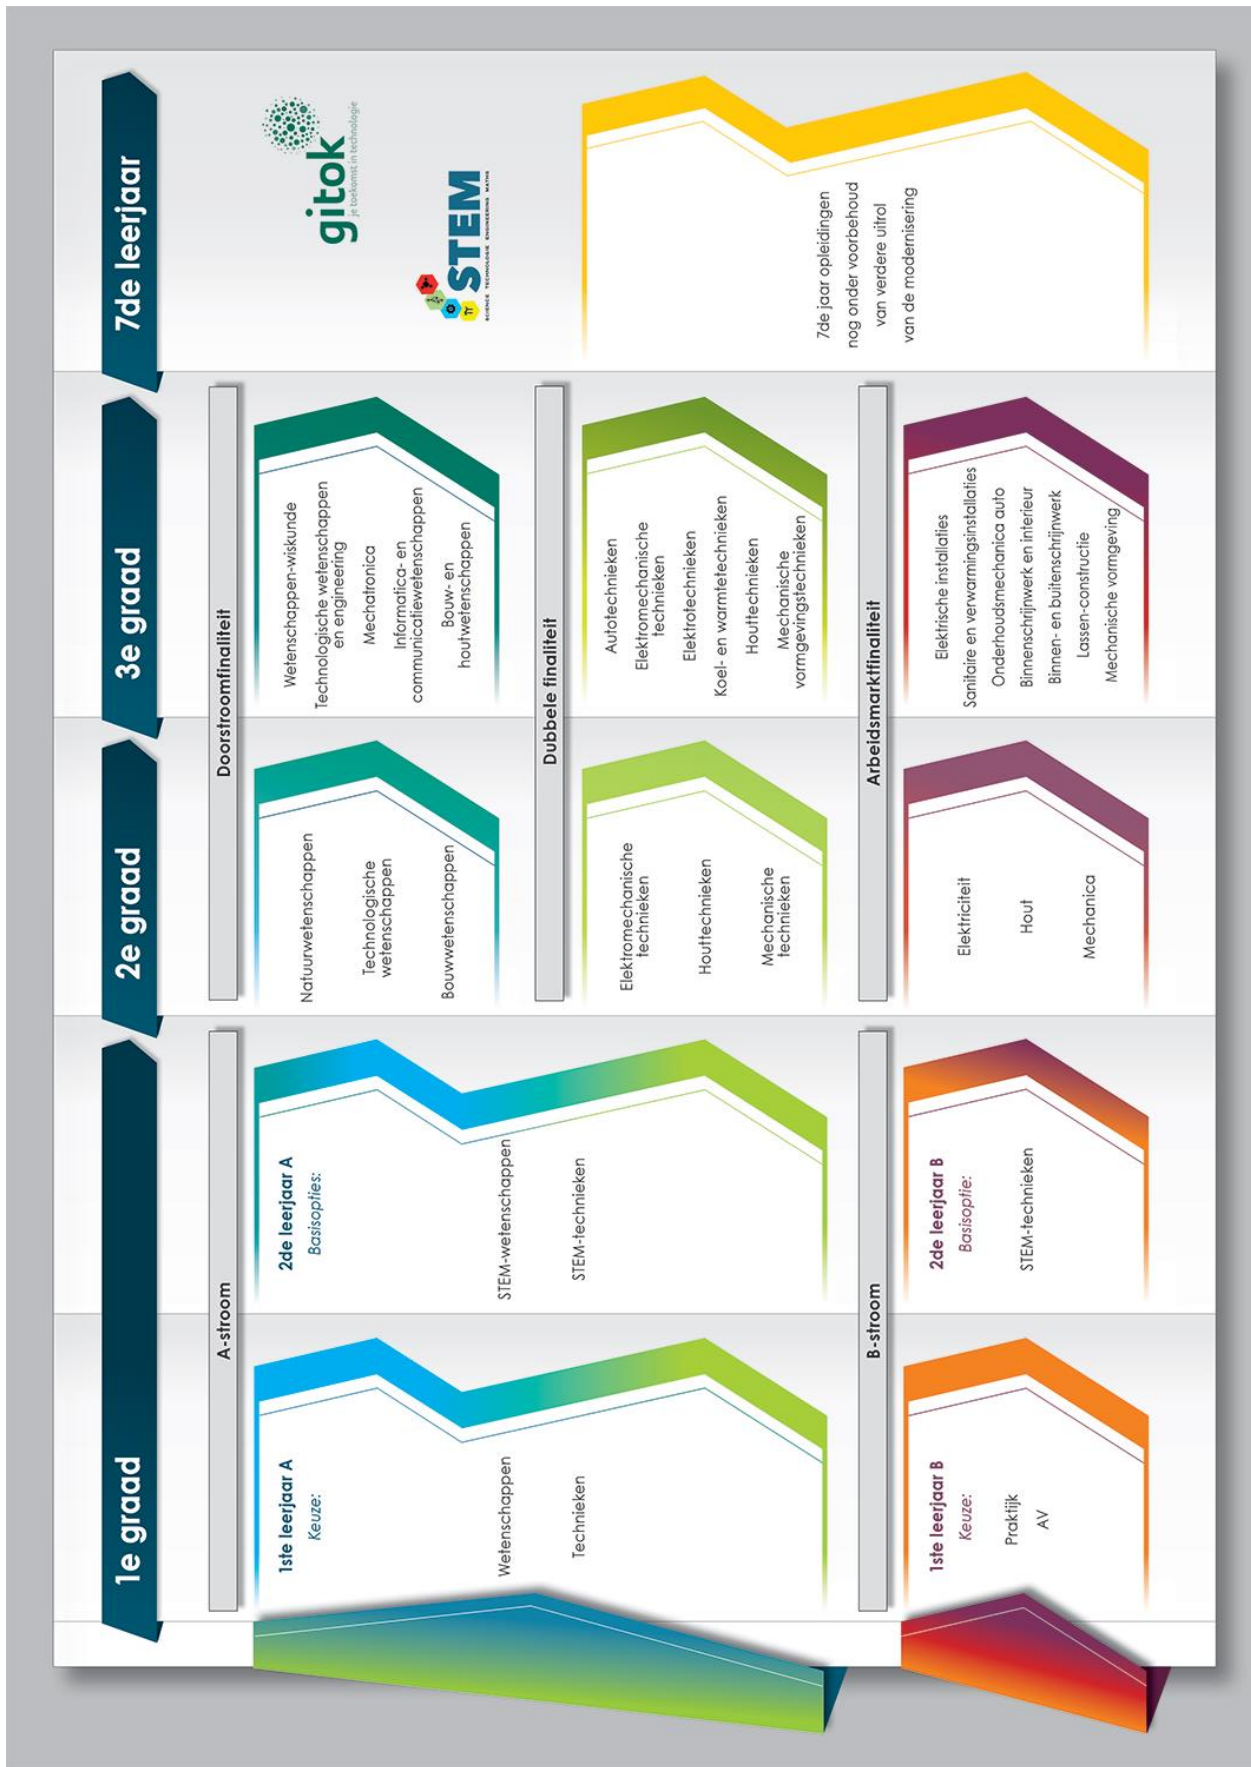 1e graad
2e graad
3e graad
7de leerjaar
gitok
je toekomst in technologie
STEM
SCIENCE TECHNOLOGIE ENGINEERING MATHS
A-stroom
1ste leerjaar A
Keuze:
Wetenschappen
Technieken
2de leerjaar A
Basisopties:
STEM-wetenschappen
STEM-technieken
Doorstroomfinaliteit
Natuurwetenschappen
Technologische
wetenschappen
Bouwwetenschappen
Wetenschappen-wiskunde
Technologische wetenschappen
en engineering
Mechatronica
Informatica- en
communicatiewetenschappen
Bouw- en
houtwetenschappen
Dubbele finaliteit
Elektromechanische
technieken
Houttechnieken
Mechanische
technieken
Autotechnieken
Elektromechanische
technieken
Elektrotechnieken
Koel- en warmtetechnieken
Houttechnieken
Mechanische
vormgevingstechnieken
7de jaar opleidingen
nog onder voorbehoud
van verdere uitrol
van de modernisering
B-stroom
1ste leerjaar B
Keuze:
Praktijk
AV
2de leerjaar B
Basisoptie:
STEM-technieken
Arbeidsmarktfinaliteit
Elektriciteit
Hout
Mechanica
Elektrische installaties
Sanitaire en verwarmingsinstallaties
Onderhoudsmechanica auto
Binnenschrijnwerk en interieur
Binnen- en buitenschrijnwerk
Lassen-constructie
Mechanische vormgeving